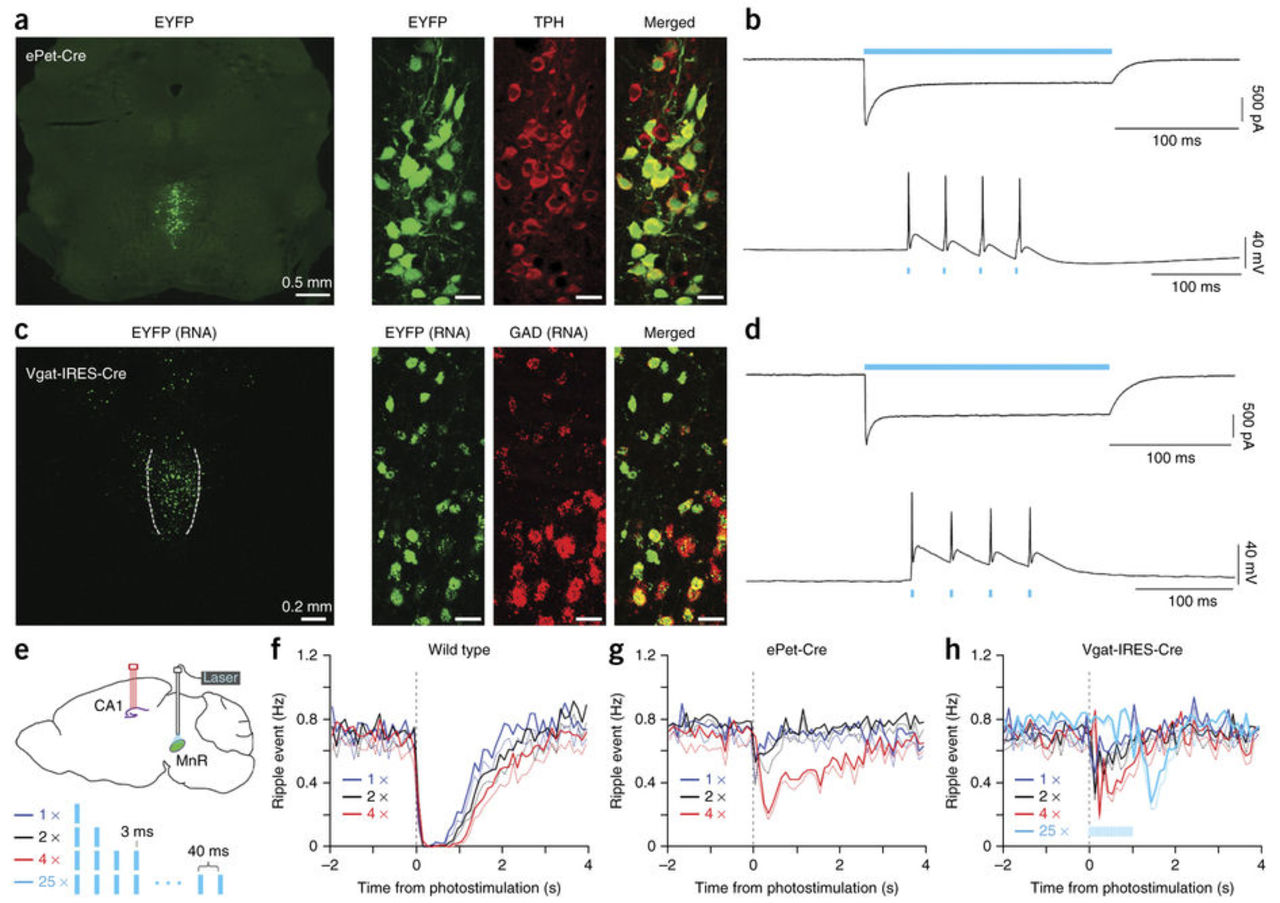 a
EYFP
EYFP
TPH
Merged
ePet-Cre
0.5 mm
b
500 pA
100 ms
40 mV
100 ms
c
EYFP (RNA)
EYFP (RNA)
GAD (RNA)
Merged
Vgat-IRES-Cre
0.2 mm
d
500 pA
100 ms
40 mV
100 ms
e
Laser
CA1
MnR
1 ×
2 ×
3 ms
4 ×
40 ms
25 ×
f
Wild type
Ripple event (Hz)
1.2
0.8
0.4
0
1 ×
2 ×
4 ×
−2 0 2 4
Time from photostimulation (s)
g
ePet-Cre
Ripple event (Hz)
1.2
0.8
0.4
0
1 ×
2 ×
4 ×
−2 0 2 4
Time from photostimulation (s)
h
Vgat-IRES-Cre
Ripple event (Hz)
1.2
0.8
0.4
0
1 ×
2 ×
4 ×
25 ×
−2 0 2 4
Time from photostimulation (s)